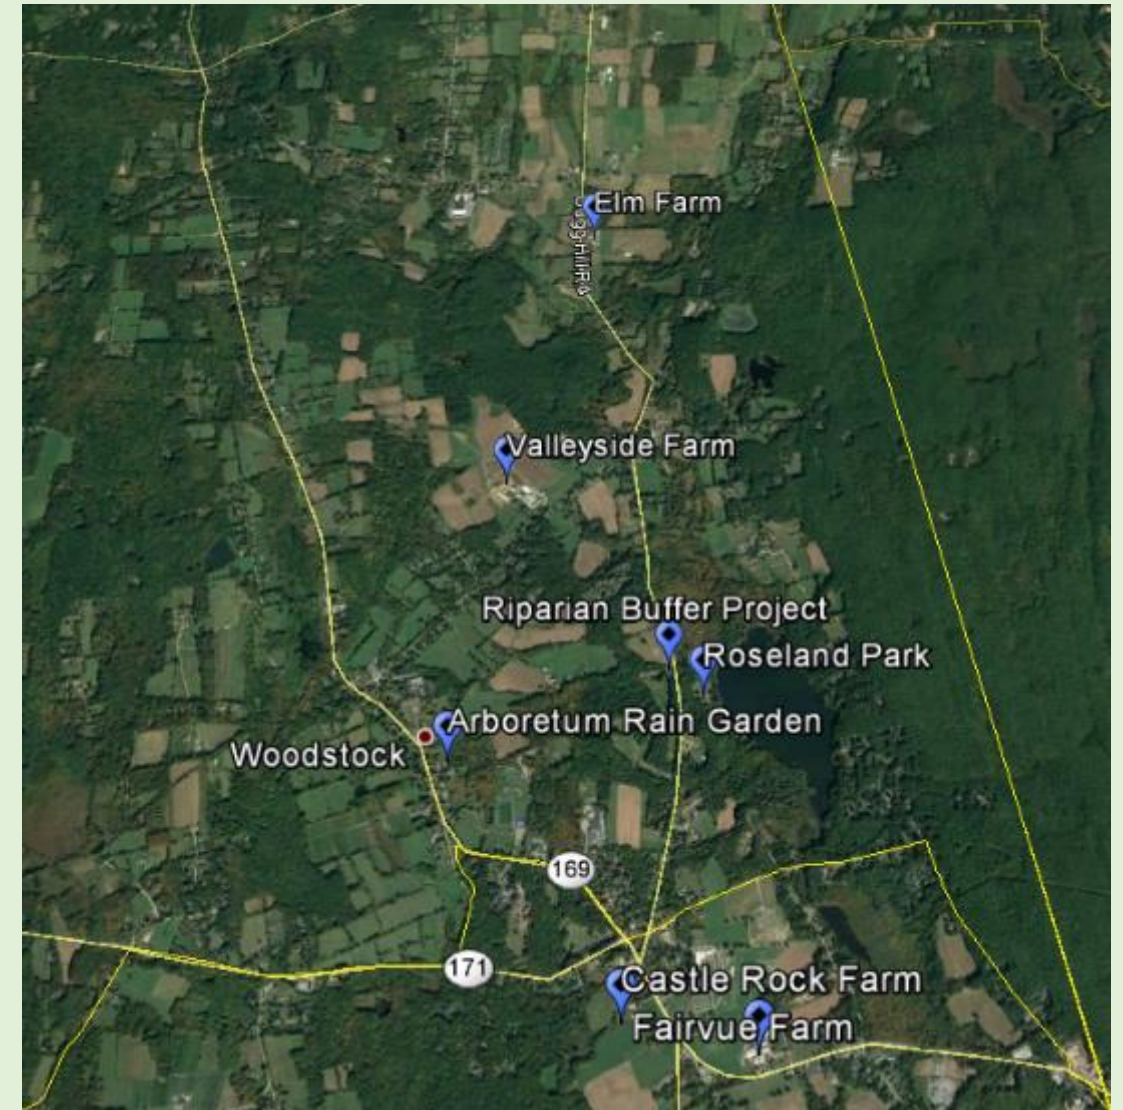 Elm Farm
Valleyside Farm
Riparian Buffer Project
Roseland Park
Arboretum Rain Garden
Woodstock
169
171
Castle Rock Farm
Fairvue Farm